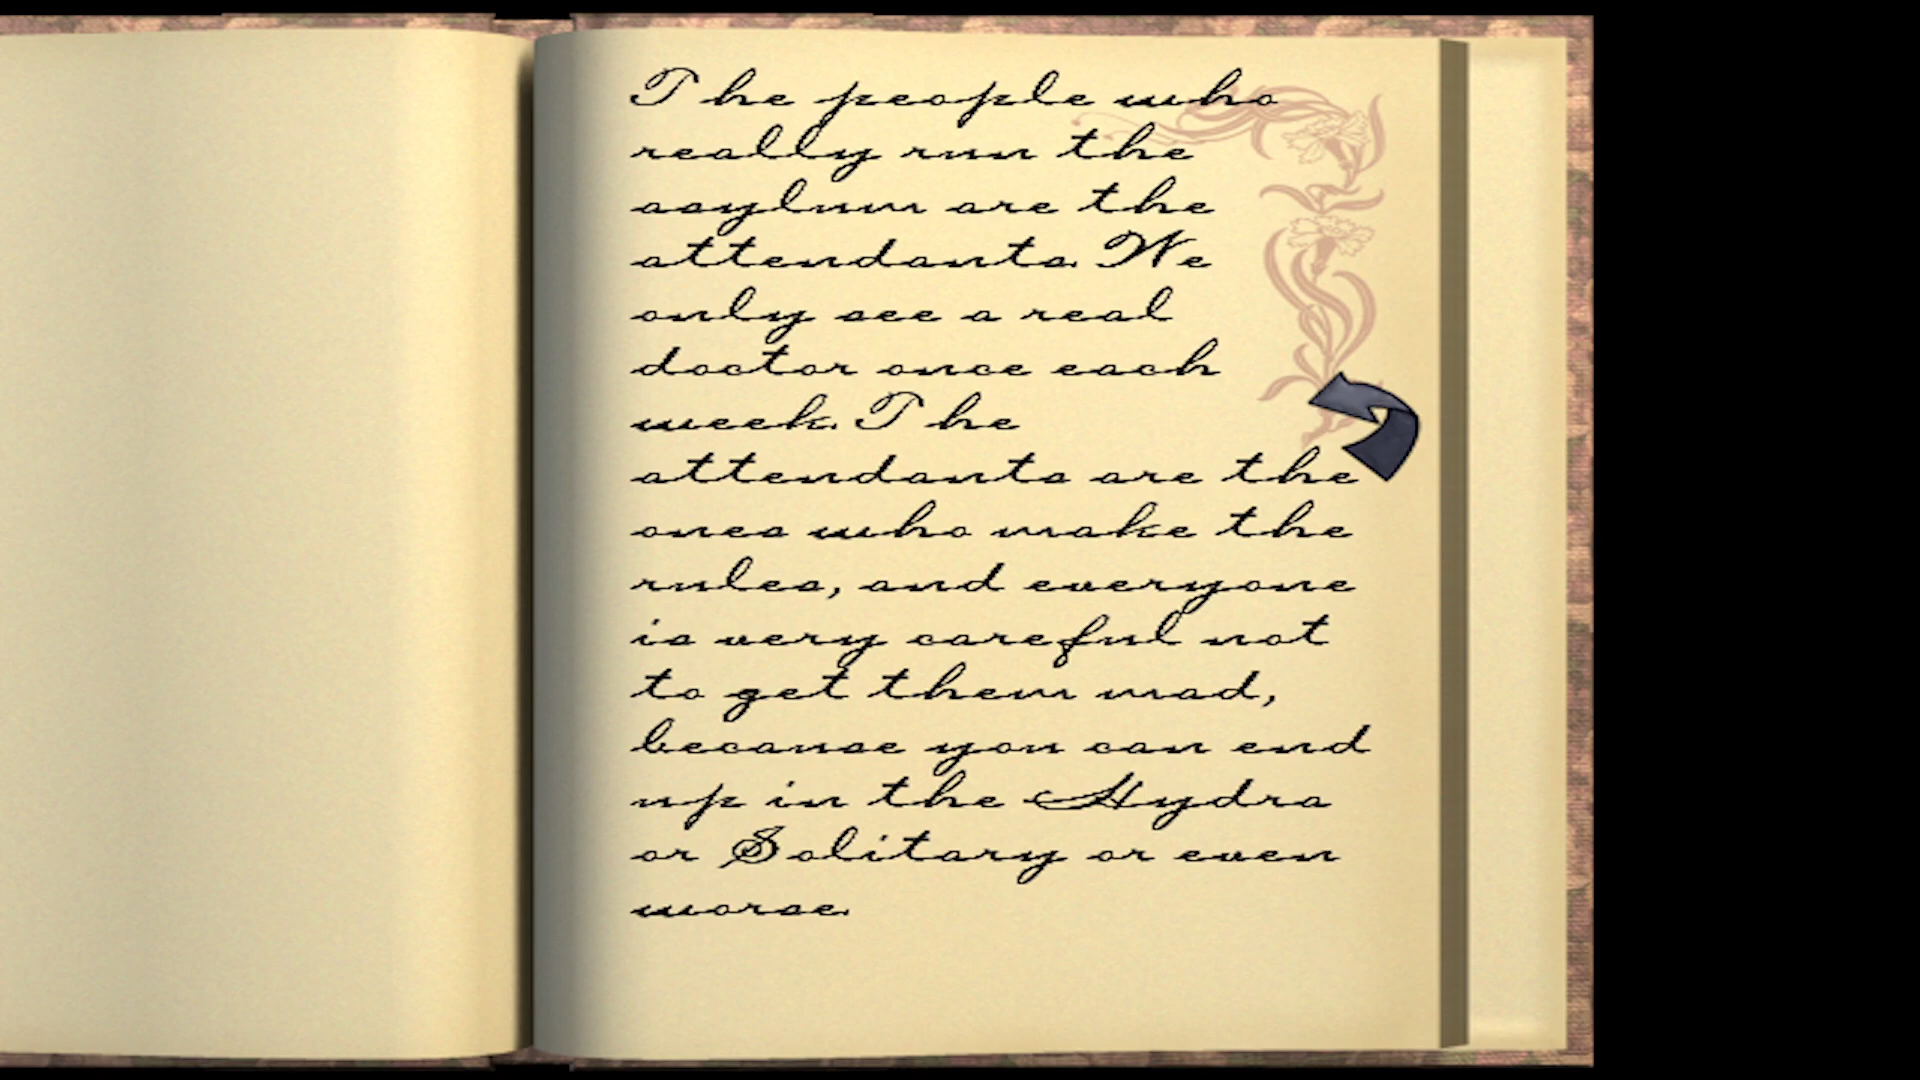 The people who
really run the
asylum are the
attendants. We
only see a real
doctor once each
week. The
attendants are the
ones who make the
rules, and everyone
is very careful not
to get them mad,
because you can end
up in the Hydra
or Solitary or even
worse.